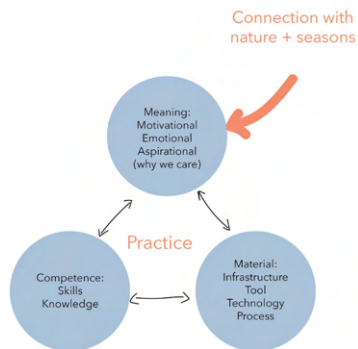 Connection with
nature + seasons
Meaning:
Motivational
Emotional
Aspirational
(why we care)
Practice
Competence:
Skills
Knowledge
Material:
Infrastructure
Tool
Technology
Process